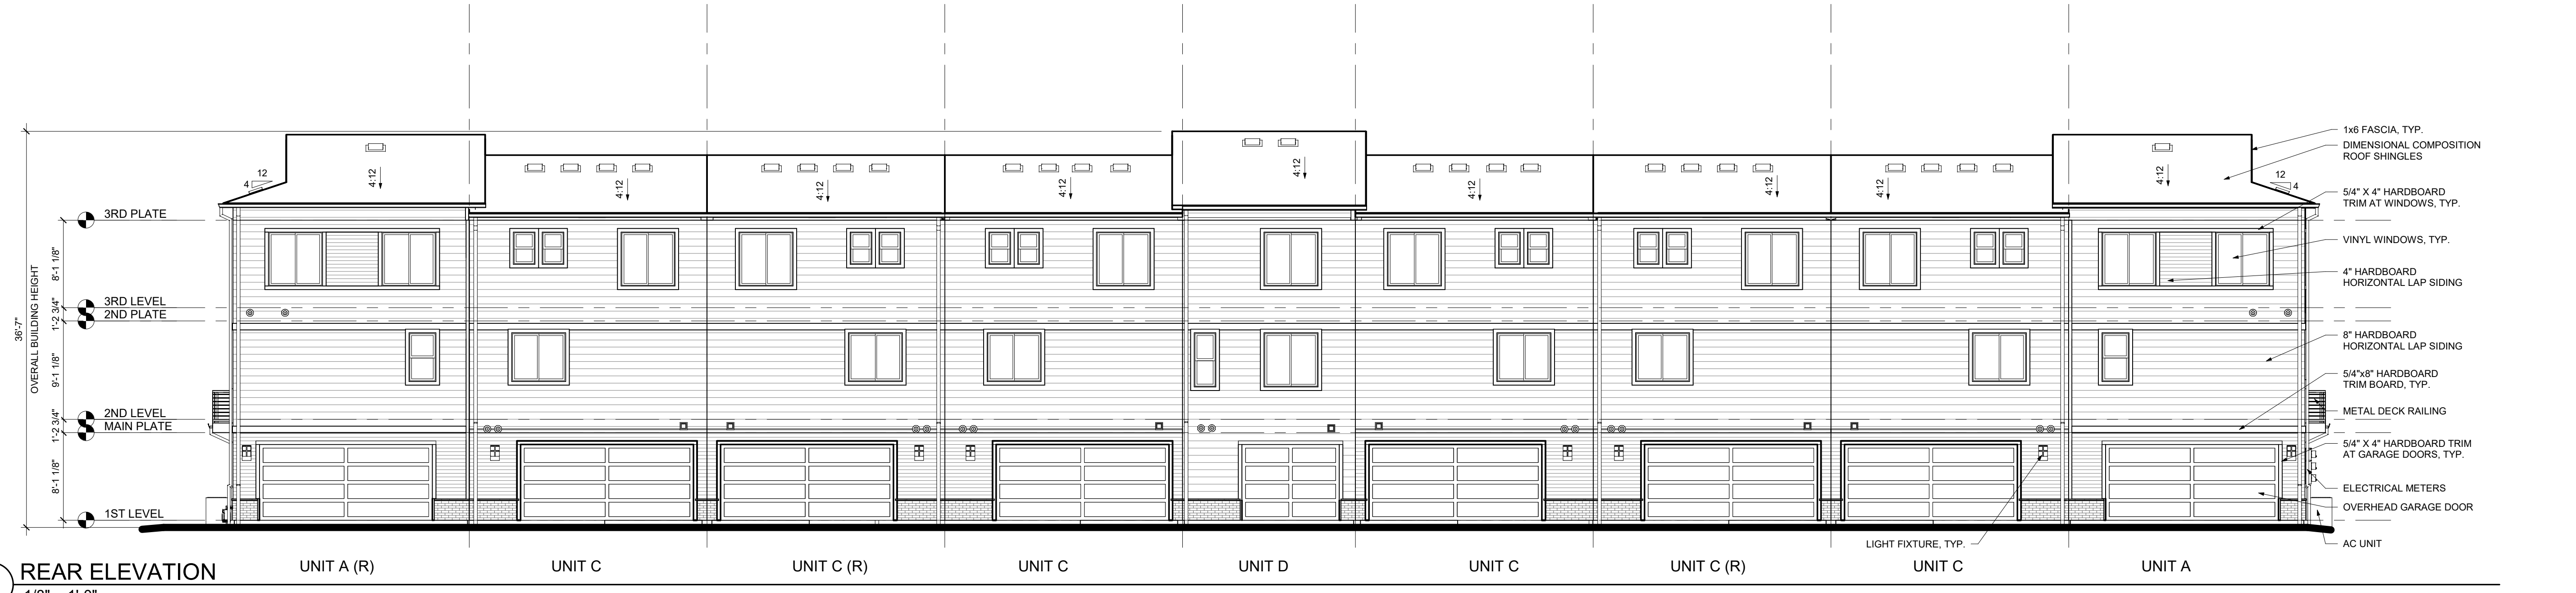 1x6 FASCIA, TYP.
DIMENSIONAL COMPOSITION
ROOF SHINGLES
12
4
4:12
4:12
4:12
4:12
4:12
4:12
4:12
4:12
4:12
12
4
5/4" X 4" HARDBOARD
TRIM AT WINDOWS, TYP.
3RD PLATE
VINYL WINDOWS, TYP.
8'-1 1/8"
4" HARDBOARD
HORIZONTAL LAP SIDING
3RD LEVEL
1'-2 3/4"
2ND PLATE
36'-7"
OVERALL BUILDING HEIGHT
8" HARDBOARD
HORIZONTAL LAP SIDING
9'-1 1/8"
5/4"x8" HARDBOARD
TRIM BOARD, TYP.
2ND LEVEL
METAL DECK RAILING
1'-2 3/4"
MAIN PLATE
5/4" X 4" HARDBOARD TRIM
AT GARAGE DOORS, TYP.
8'-1 1/8"
ELECTRICAL METERS
OVERHEAD GARAGE DOOR
1ST LEVEL
LIGHT FIXTURE, TYP.
AC UNIT
REAR ELEVATION
UNIT A (R)
UNIT C
UNIT C (R)
UNIT C
UNIT D
UNIT C
UNIT C (R)
UNIT C
UNIT A